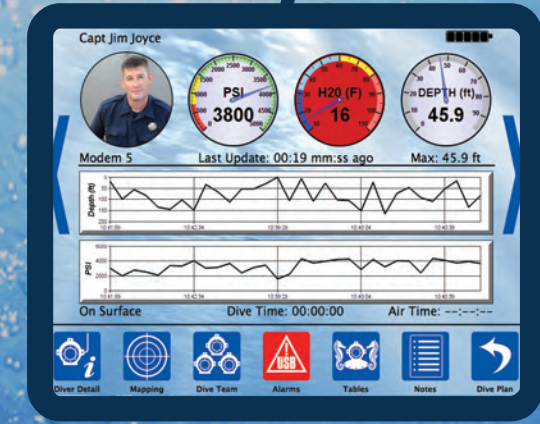 Capt Jim Joyce
PSI
3800
H20 (F)
16
DEPTH (ft)
45.9
Modem 5
Last Update: 00:19 mm:ss ago
Max: 45.9 ft
Depth (ft)
PSI
On Surface
Dive Time: 00:00:00
Air Time: --:--:--
USB
Diver Detail
Mapping
Dive Team
Alarms
Tables
Notes
Dive Plan